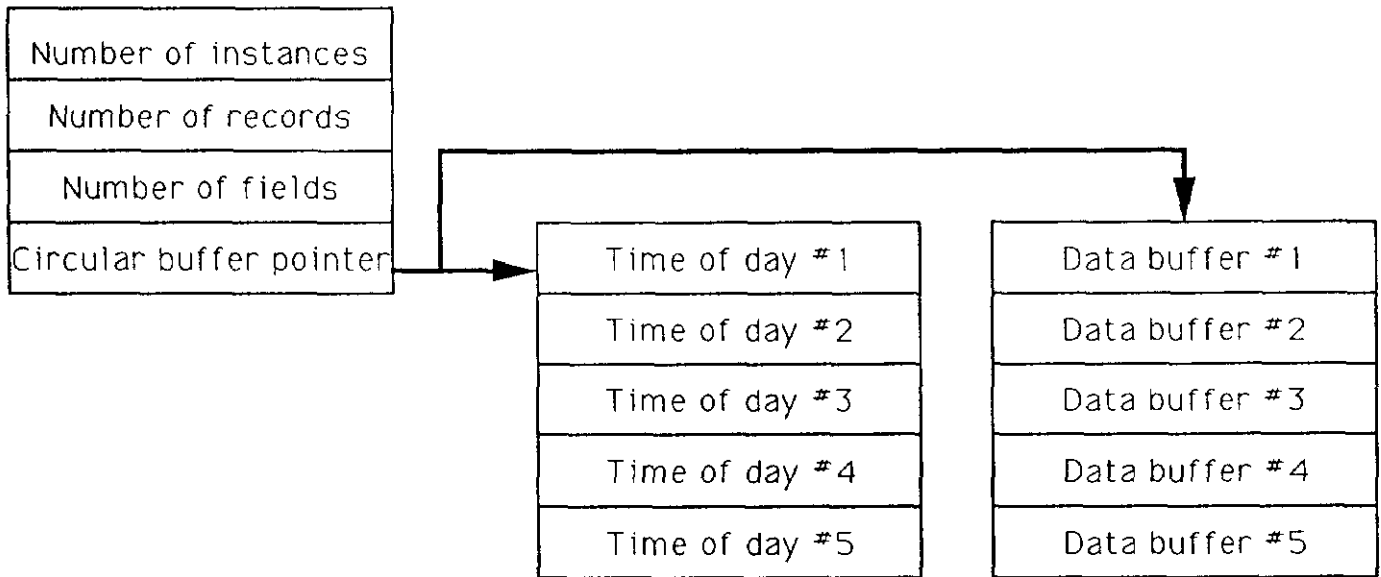 Number of instances
Number of records
Number of fields
Circular buffer pointer
Time of day #1
Time of day #2
Time of day #3
Time of day #4
Time of day #5
Data buffer #1
Data buffer #2
Data buffer #3
Data buffer #4
Data buffer #5